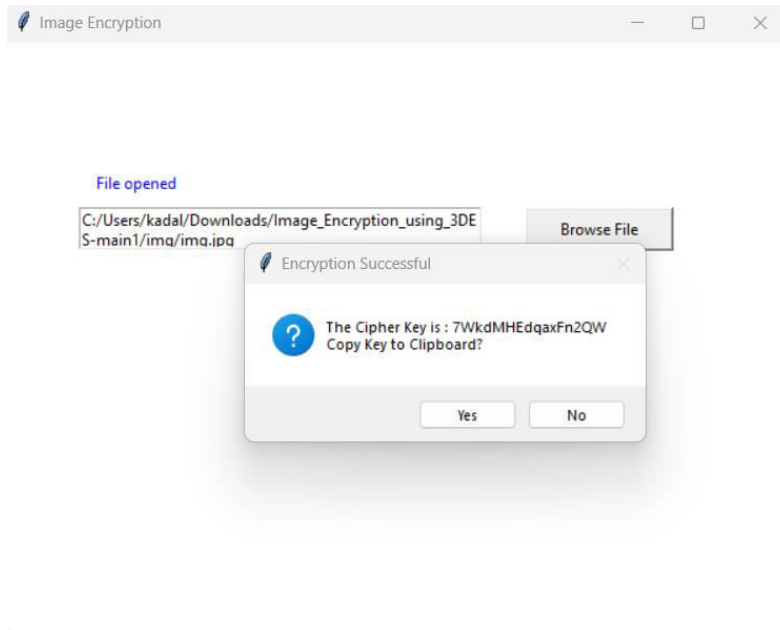 Image Encryption
File opened
C:/Users/kadal/Downloads/Image_Encryption_using_3DE
S-main1/img/img.jpg
Browse File
Encryption Successful
The Cipher Key is : 7WkdMHEdqaxFn2QW
Copy Key to Clipboard?
Yes
No